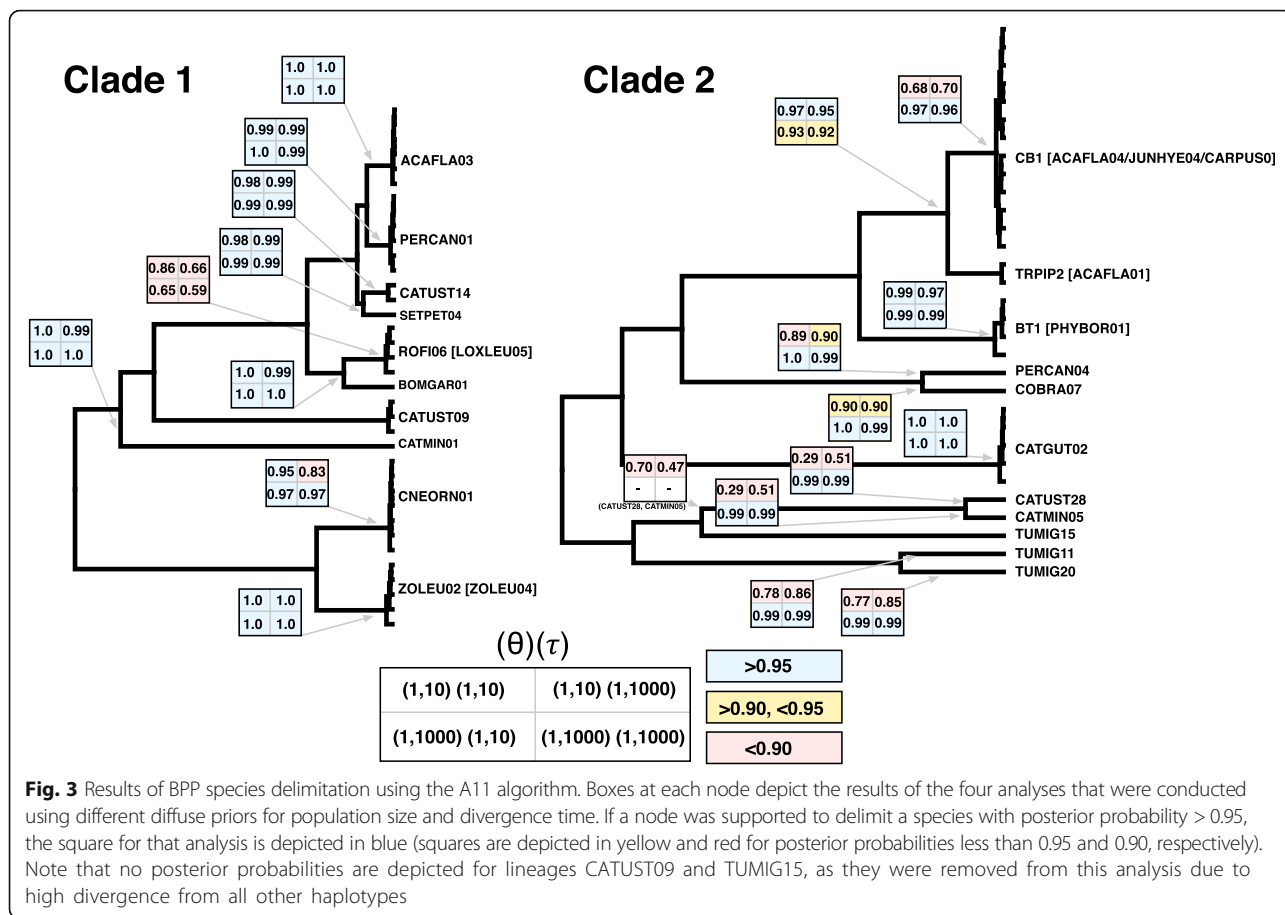 Clade 1
1.0 1.0
1.0 1.0
0.99 0.99
1.0 0.99
0.98 0.99
0.99 0.99
0.98 0.99
0.99 0.99
0.86 0.66
0.65 0.59
1.0 0.99
1.0 1.0
1.0 0.99
1.0 1.0
0.95 0.83
0.97 0.97
1.0 1.0
1.0 1.0
ACAFLA03
PERCAN01
CATUST14
SETPET04
ROFI06 [LOXLEU05]
BOMGAR01
CATUST09
CATMIN01
CNEORN01
ZOLEU02 [ZOLEU04]
Clade 2
0.68 0.70
0.97 0.96
0.97 0.95
0.93 0.92
0.99 0.97
0.99 0.99
0.89 0.90
1.0 0.99
0.90 0.90
1.0 0.99
1.0 1.0
1.0 1.0
0.29 0.51
0.99 0.99
0.70 0.47
- -
(CATUST28, CATMIN05)
0.29 0.51
0.99 0.99
0.78 0.86
0.99 0.99
0.77 0.85
0.99 0.99
CB1 [ACAFLA04/JUNHYE04/CARPUS0]
TRPIP2 [ACAFLA01]
BT1 [PHYBOR01]
PERCAN04
COBRA07
CATGUT02
CATUST28
CATMIN05
TUMIG15
TUMIG11
TUMIG20
(θ)(τ)
(1,10) (1,10) (1,10) (1,1000)
(1,1000) (1,10) (1,1000) (1,1000)
>0.95
>0.90, <0.95
<0.90
Fig. 3 Results of BPP species delimitation using the A11 algorithm. Boxes at each node depict the results of the four analyses that were conducted
using different diffuse priors for population size and divergence time. If a node was supported to delimit a species with posterior probability > 0.95,
the square for that analysis is depicted in blue (squares are depicted in yellow and red for posterior probabilities less than 0.95 and 0.90, respectively).
Note that no posterior probabilities are depicted for lineages CATUST09 and TUMIG15, as they were removed from this analysis due to
high divergence from all other haplotypes